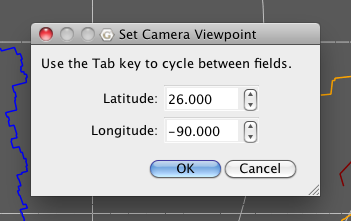 Set Camera Viewpoint
Use the Tab key to cycle between fields.
Latitude: 26.000
Longitude: -90.000
OK Cancel